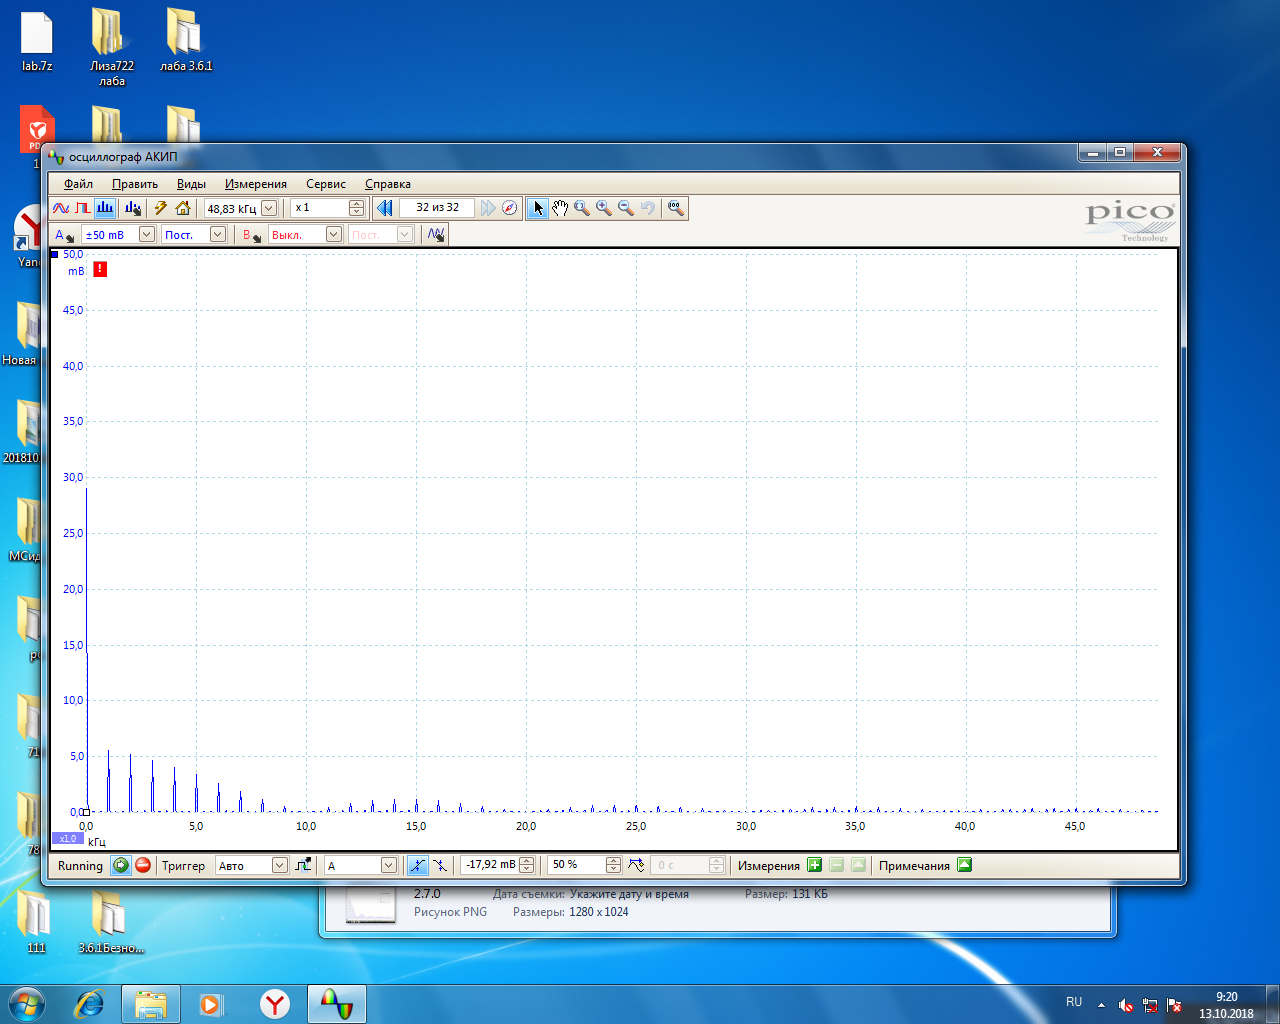 lab.7z
Лиза722 лаба
лаба 3.6.1
осциллограф АКИП
Файл Править Виды Измерения Сервис Справка
48,83 кГц x 1 32 из 32
A ±50 mВ Пост. B Выкл. Пост.
pico
Technology
50,0
mВ
!
45,0
40,0
35,0
30,0
25,0
20,0
15,0
10,0
5,0
0,0
0,0 5,0 10,0 15,0 20,0 25,0 30,0 35,0 40,0 45,0
x1,0
кГц
Running Триггер Авто A -17,92 mВ 50 % 0 с Измерения Примечания
Новая
201810
2.7.0 Дата съемки: Укажите дату и время Размер: 131 КБ
Рисунок PNG Размеры: 1280 x 1024
111
3.6.1Безно...
RU
9:20
13.10.2018